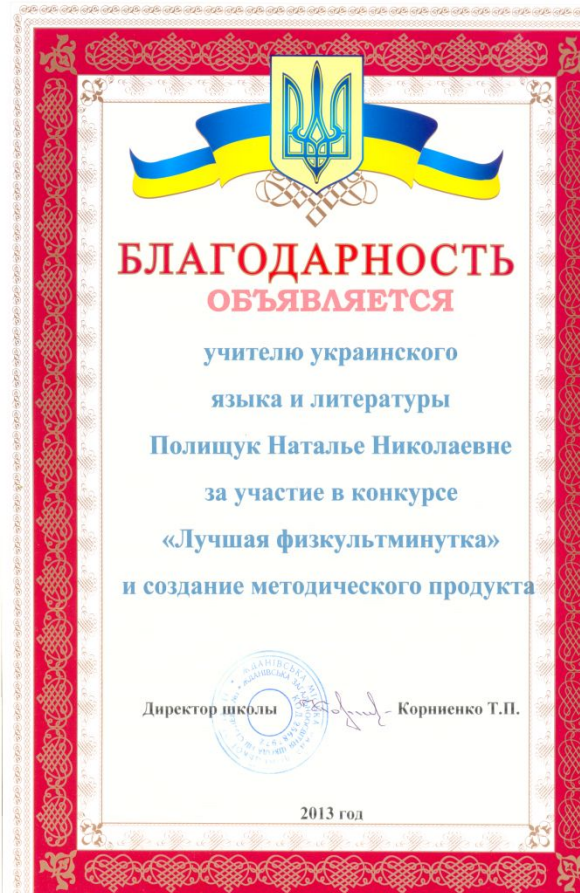 БЛАГОДАРНОСТЬ
ОБЪЯВЛЯЕТСЯ
учителю украинского
языка и литературы
Полищук Наталье Николаевне
за участие в конкурсе
«Лучшая физкультминутка»
и создание методического продукта
Директор школы Корниенко Т.П.
2013 год